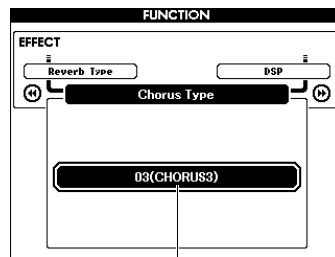 FUNCTION
EFFECT
Reverb Type
DSP
Chorus Type
03(CHORUS3)